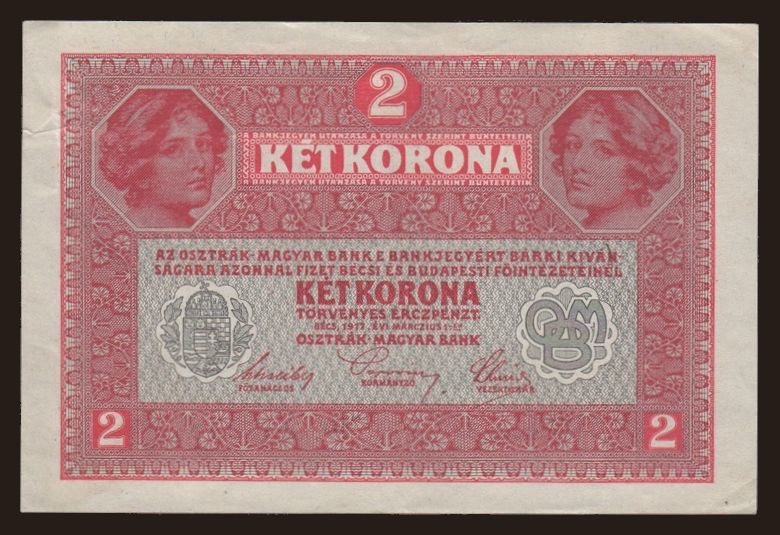 2
A BANKJEGYEK UTÁNZÁSA A TÖRVÉNY SZERINT BÜNTETTETIK
KÉT KORONA
A BANKJEGYEK UTÁNZÁSA A TÖRVÉNY SZERINT BÜNTETTETIK
AZ OSZTRÁK-MAGYAR BANK E BANKJEGYÉRT BÁRKI KIVÁN-
SÁGÁRA AZONNAL FIZET BÉCSI ÉS BUDAPESTI FŐINTÉZETEINÉL
KÉT KORONA
TÖRVÉNYES ÉRCZPÉNZT.
BÉCS, 1917. ÉVI MÁRCZIUS 1-ÉN
OSZTRÁK-MAGYAR BANK
FŐTANÁCSOS KORMÁNYZÓ VEZÉRTITKÁR
2 2